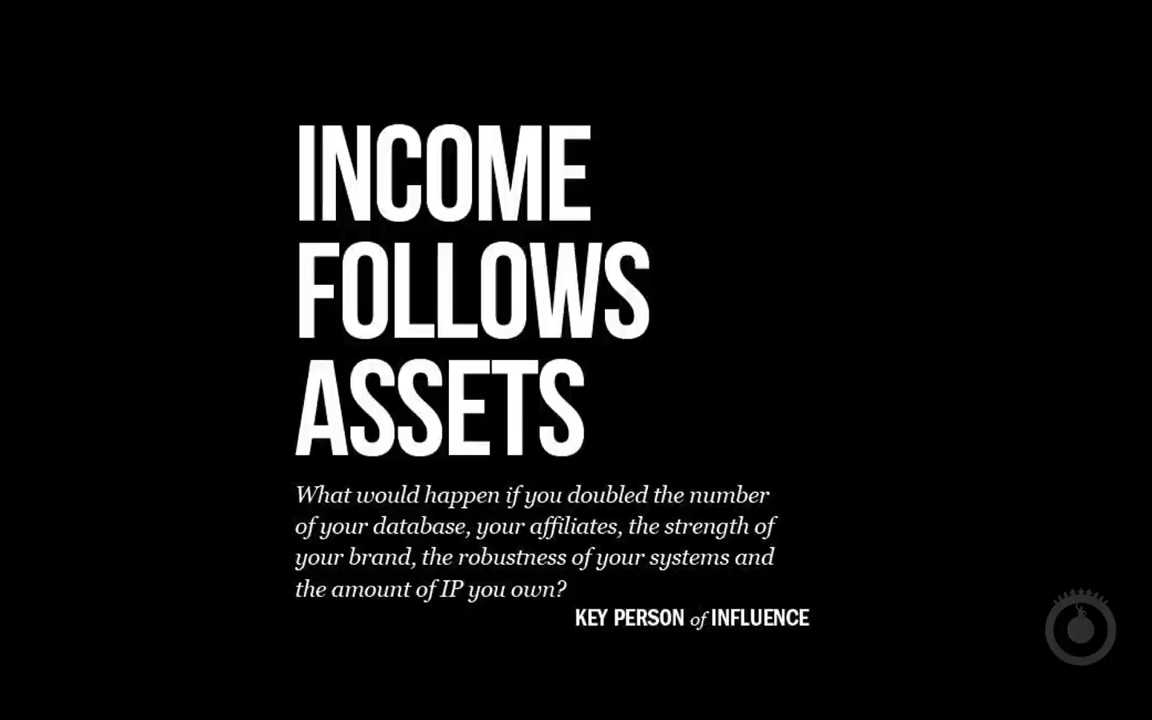 INCOME
FOLLOWS
ASSETS
What would happen if you doubled the number
of your database, your affiliates, the strength of
your brand, the robustness of your systems and
the amount of IP you own?
KEY PERSON of INFLUENCE